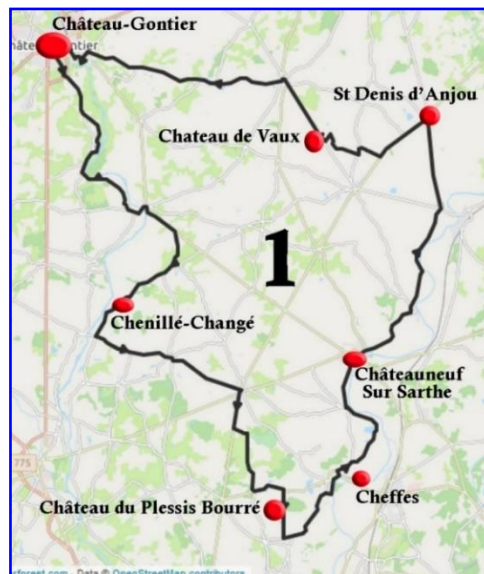 Château-Gontier
St Denis d'Anjou
Chateau de Vaux
1
Chenillé-Changé
Châteauneuf
Sur Sarthe
Cheffes
Château du Plessis Bourré
775
Data © OpenStreetMap contributors